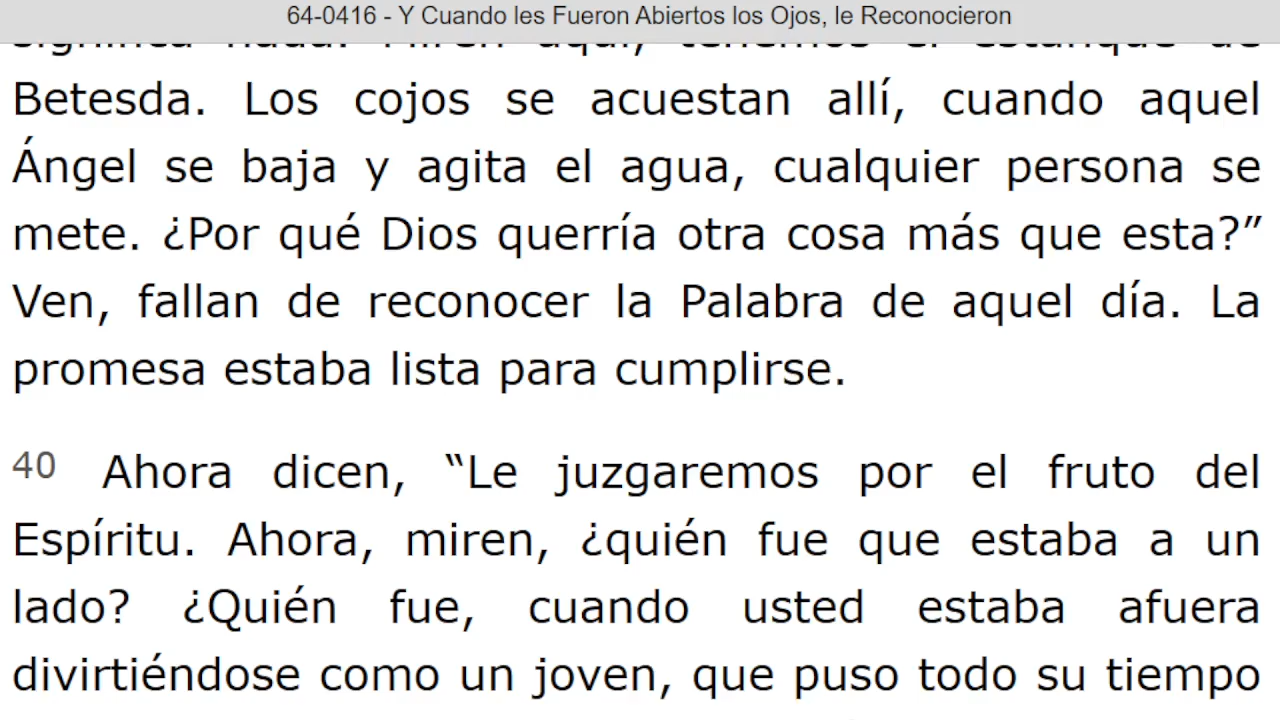 64-0416 - Y Cuando les Fueron Abiertos los Ojos, le Reconocieron
Betesda. Los cojos se acuestan allí, cuando aquel
Ángel se baja y agita el agua, cualquier persona se
mete. ¿Por qué Dios querría otra cosa más que esta?”
Ven, fallan de reconocer la Palabra de aquel día. La
promesa estaba lista para cumplirse.
40 Ahora dicen, “Le juzgaremos por el fruto del
Espíritu. Ahora, miren, ¿quién fue que estaba a un
lado? ¿Quién fue, cuando usted estaba afuera
divirtiéndose como un joven, que puso todo su tiempo